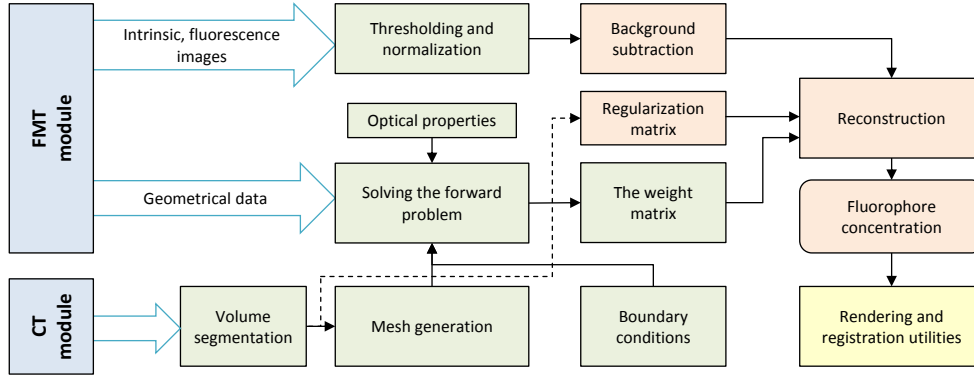 FMT
module
Intrinsic, fluorescence
images
Thresholding and
normalization
Background
subtraction
Optical properties
Regularization
matrix
Reconstruction
Geometrical data
Solving the forward
problem
The weight
matrix
Fluorophore
concentration
CT
module
Volume
segmentation
Mesh generation
Boundary
conditions
Rendering and
registration utilities